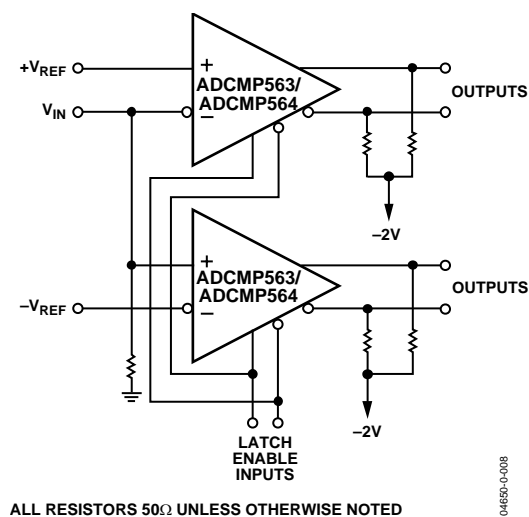 +VREF
+
ADCMP563/
ADCMP564
VIN
−
OUTPUTS
−2V
+
ADCMP563/
ADCMP564
−VREF
−
OUTPUTS
−2V
LATCH
ENABLE
INPUTS
ALL RESISTORS 50Ω UNLESS OTHERWISE NOTED
04650-0-008